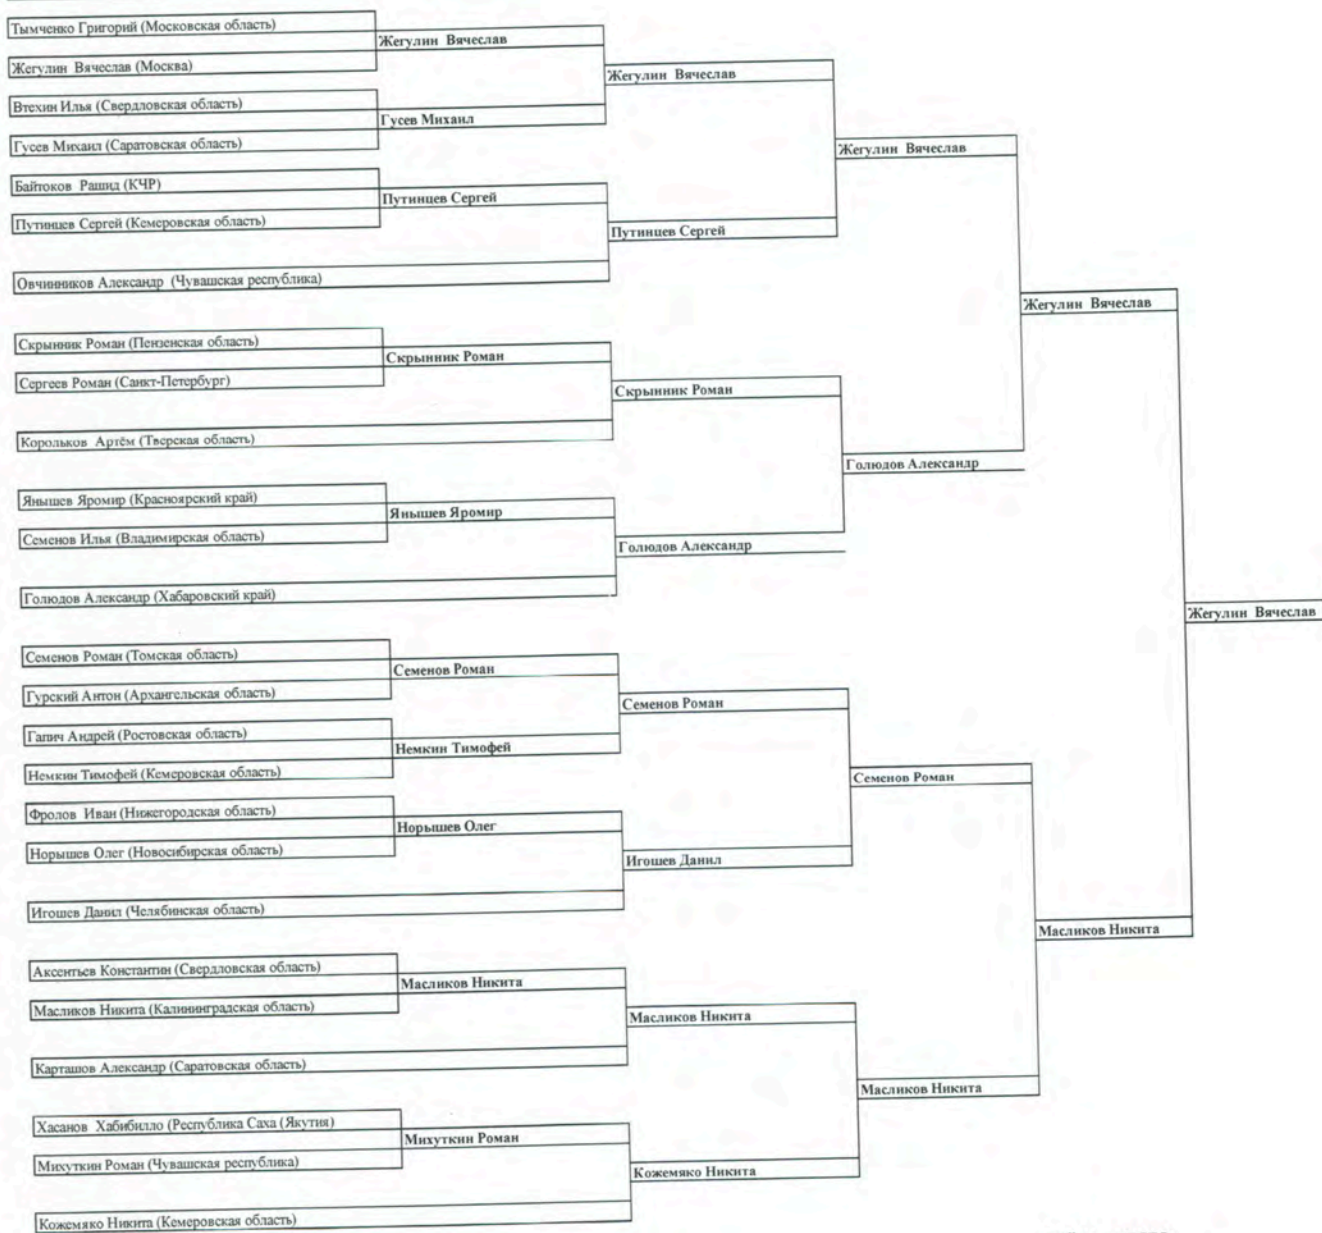 Тымченко Григорий (Московская область)
Жегулин Вячеслав
Жегулин Вячеслав (Москва)
Жегулин Вячеслав
Втехин Илья (Свердловская область)
Гусев Михаил
Гусев Михаил (Саратовская область)
Жегулин Вячеслав
Байтоков Рашид (КЧР)
Путинцев Сергей
Путинцев Сергей (Кемеровская область)
Путинцев Сергей
Овчинников Александр (Чувашская республика)
Жегулин Вячеслав
Скрынник Роман (Пензенская область)
Скрынник Роман
Сергеев Роман (Санкт-Петербург)
Скрынник Роман
Корольков Артём (Тверская область)
Голюдов Александр
Янышев Яромир (Красноярский край)
Янышев Яромир
Семенов Илья (Владимирская область)
Голюдов Александр
Голюдов Александр (Хабаровский край)
Жегулин Вячеслав
Семенов Роман (Томская область)
Семенов Роман
Гурский Антон (Архангельская область)
Семенов Роман
Гапич Андрей (Ростовская область)
Немкин Тимофей
Немкин Тимофей (Кемеровская область)
Семенов Роман
Фролов Иван (Нижегородская область)
Норышев Олег
Норышев Олег (Новосибирская область)
Игошев Данил
Игошев Данил (Челябинская область)
Масликов Никита
Аксентьев Константин (Свердловская область)
Масликов Никита
Масликов Никита (Калининградская область)
Масликов Никита
Карташов Александр (Саратовская область)
Масликов Никита
Хасанов Хабибилло (Республика Саха (Якутия)
Михуткин Роман
Михуткин Роман (Чувашская республика)
Кожемяко Никита
Кожемяко Никита (Кемеровская область)